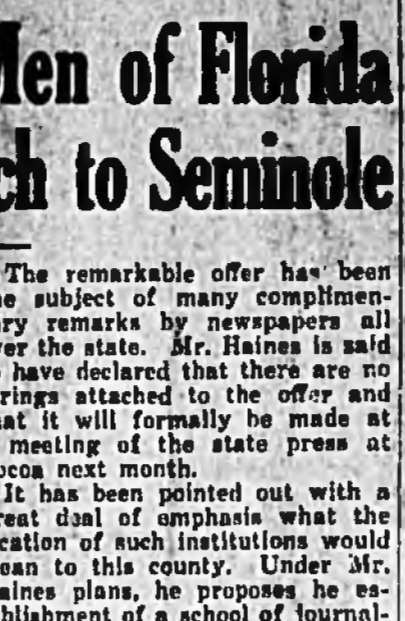 Men of Florida
ch to Seminole
The remarkable offer has been
e subject of many complimen-
ary remarks by newspapers all
ver the state. Mr. Haines is said
have declared that there are no
rings attached to the offer and
at it will formally be made at
meeting of the state press at
ocoa next month.
It has been pointed out with a
reat deal of emphasis what the
cation of such institutions would
ean to this county. Under Mr.
aines plans, he proposes he es-
blishment of a school of journal-